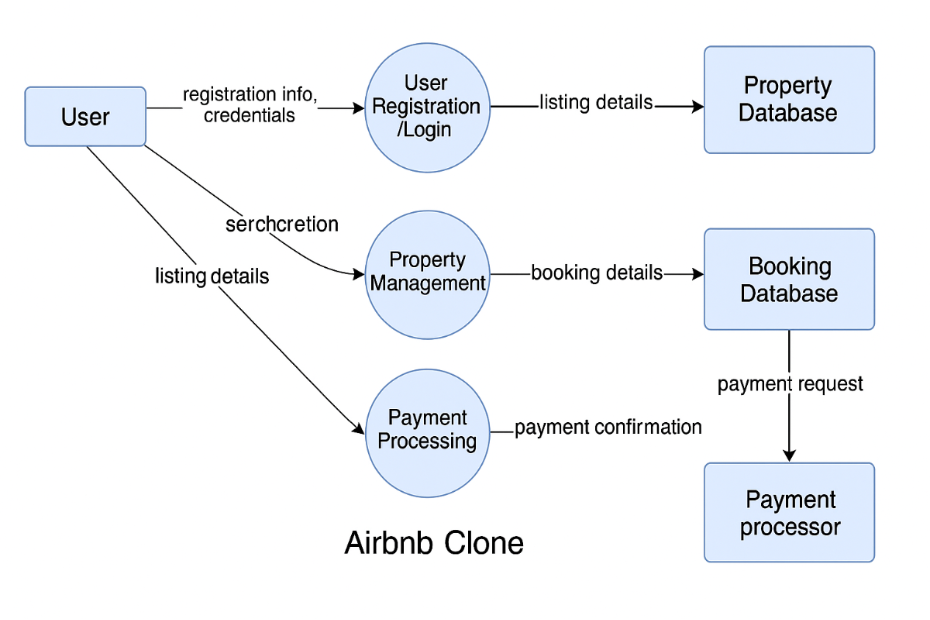 User
registration info,
credentials
User
Registration
/Login
listing details
Property
Database
serchcretion
listing details
Property
Management
booking details
Booking
Database
payment request
Payment
Processing
payment confirmation
Payment
processor
Airbnb Clone